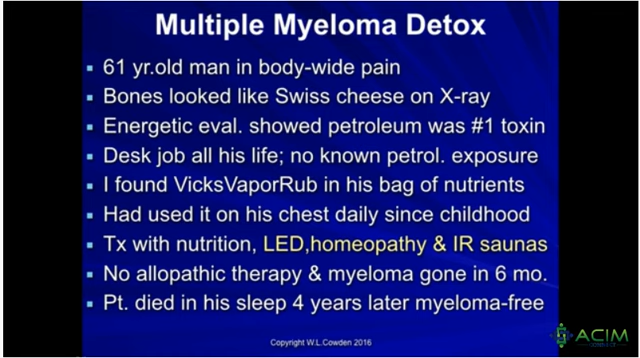 Multiple Myeloma Detox
61 yr.old man in body-wide pain
Bones looked like Swiss cheese on X-ray
Energetic eval. showed petroleum was #1 toxin
Desk job all his life; no known petrol. exposure
I found VicksVaporRub in his bag of nutrients
Had used it on his chest daily since childhood
Tx with nutrition, LED,homeopathy & IR saunas
No allopathic therapy & myeloma gone in 6 mo.
Pt. died in his sleep 4 years later myeloma-free
Copyright W.L.Cowden 2016
ACIM